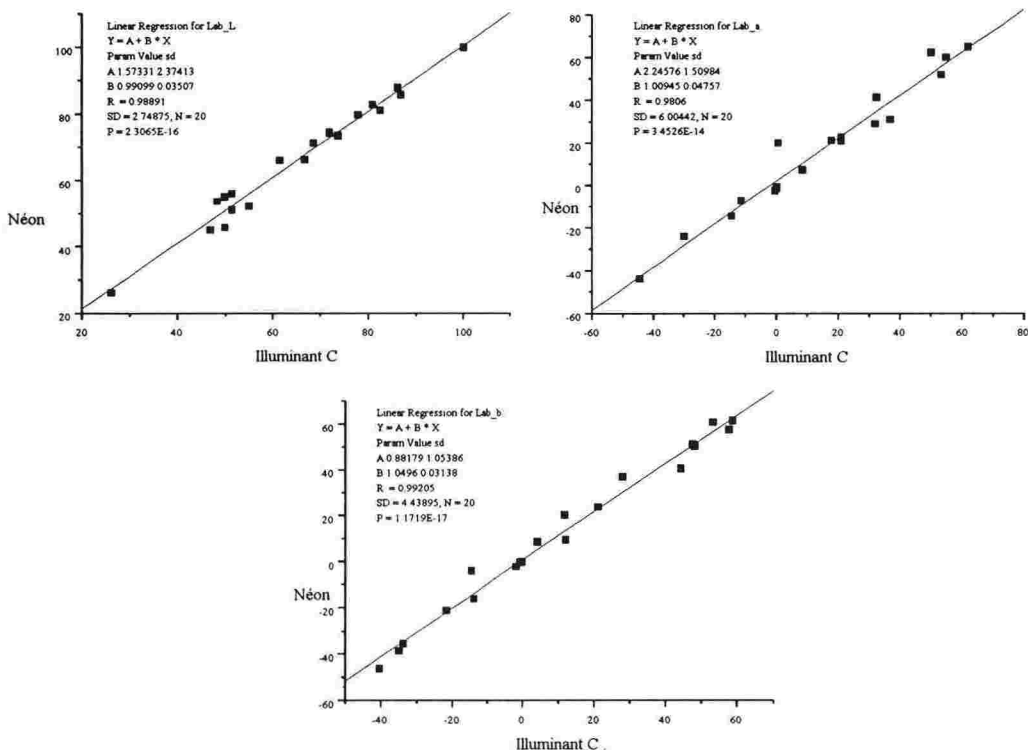 Linear Regression for Lab_L
Y = A + B * X
Param Value sd
A 1.57331 2.37413
B 0.99099 0.03507
R = 0.98891
SD = 2.74875, N = 20
P = 2.3065E-16
100
80
60
40
20
Néon
20 40 60 80 100
Illuminant C
Linear Regression for Lab_a
Y = A + B * X
Param Value sd
A 2.24576 1.50984
B 1.00945 0.04757
R = 0.9806
SD = 6.00442, N = 20
P = 3.4526E-14
80
60
40
20
0
-20
-40
-60
Néon
-60 -40 -20 0 20 40 60 80
Illuminant C
Linear Regression for Lab_b
Y = A + B * X
Param Value sd
A 0.88179 1.05386
B 1.0496 0.03138
R = 0.99205
SD = 4.43895, N = 20
P = 1.1719E-17
60
40
20
0
-20
-40
-60
Néon
-40 -20 0 20 40 60
Illuminant C